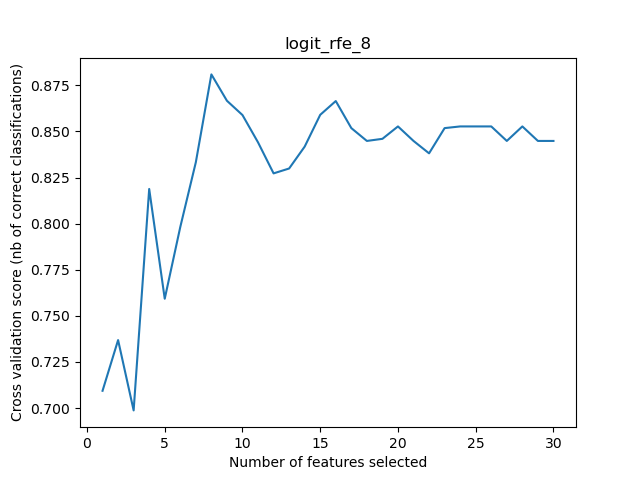 logit_rfe_8
Cross validation score (nb of correct classifications)
0.875
0.850
0.825
0.800
0.775
0.750
0.725
0.700
0 5 10 15 20 25 30
Number of features selected